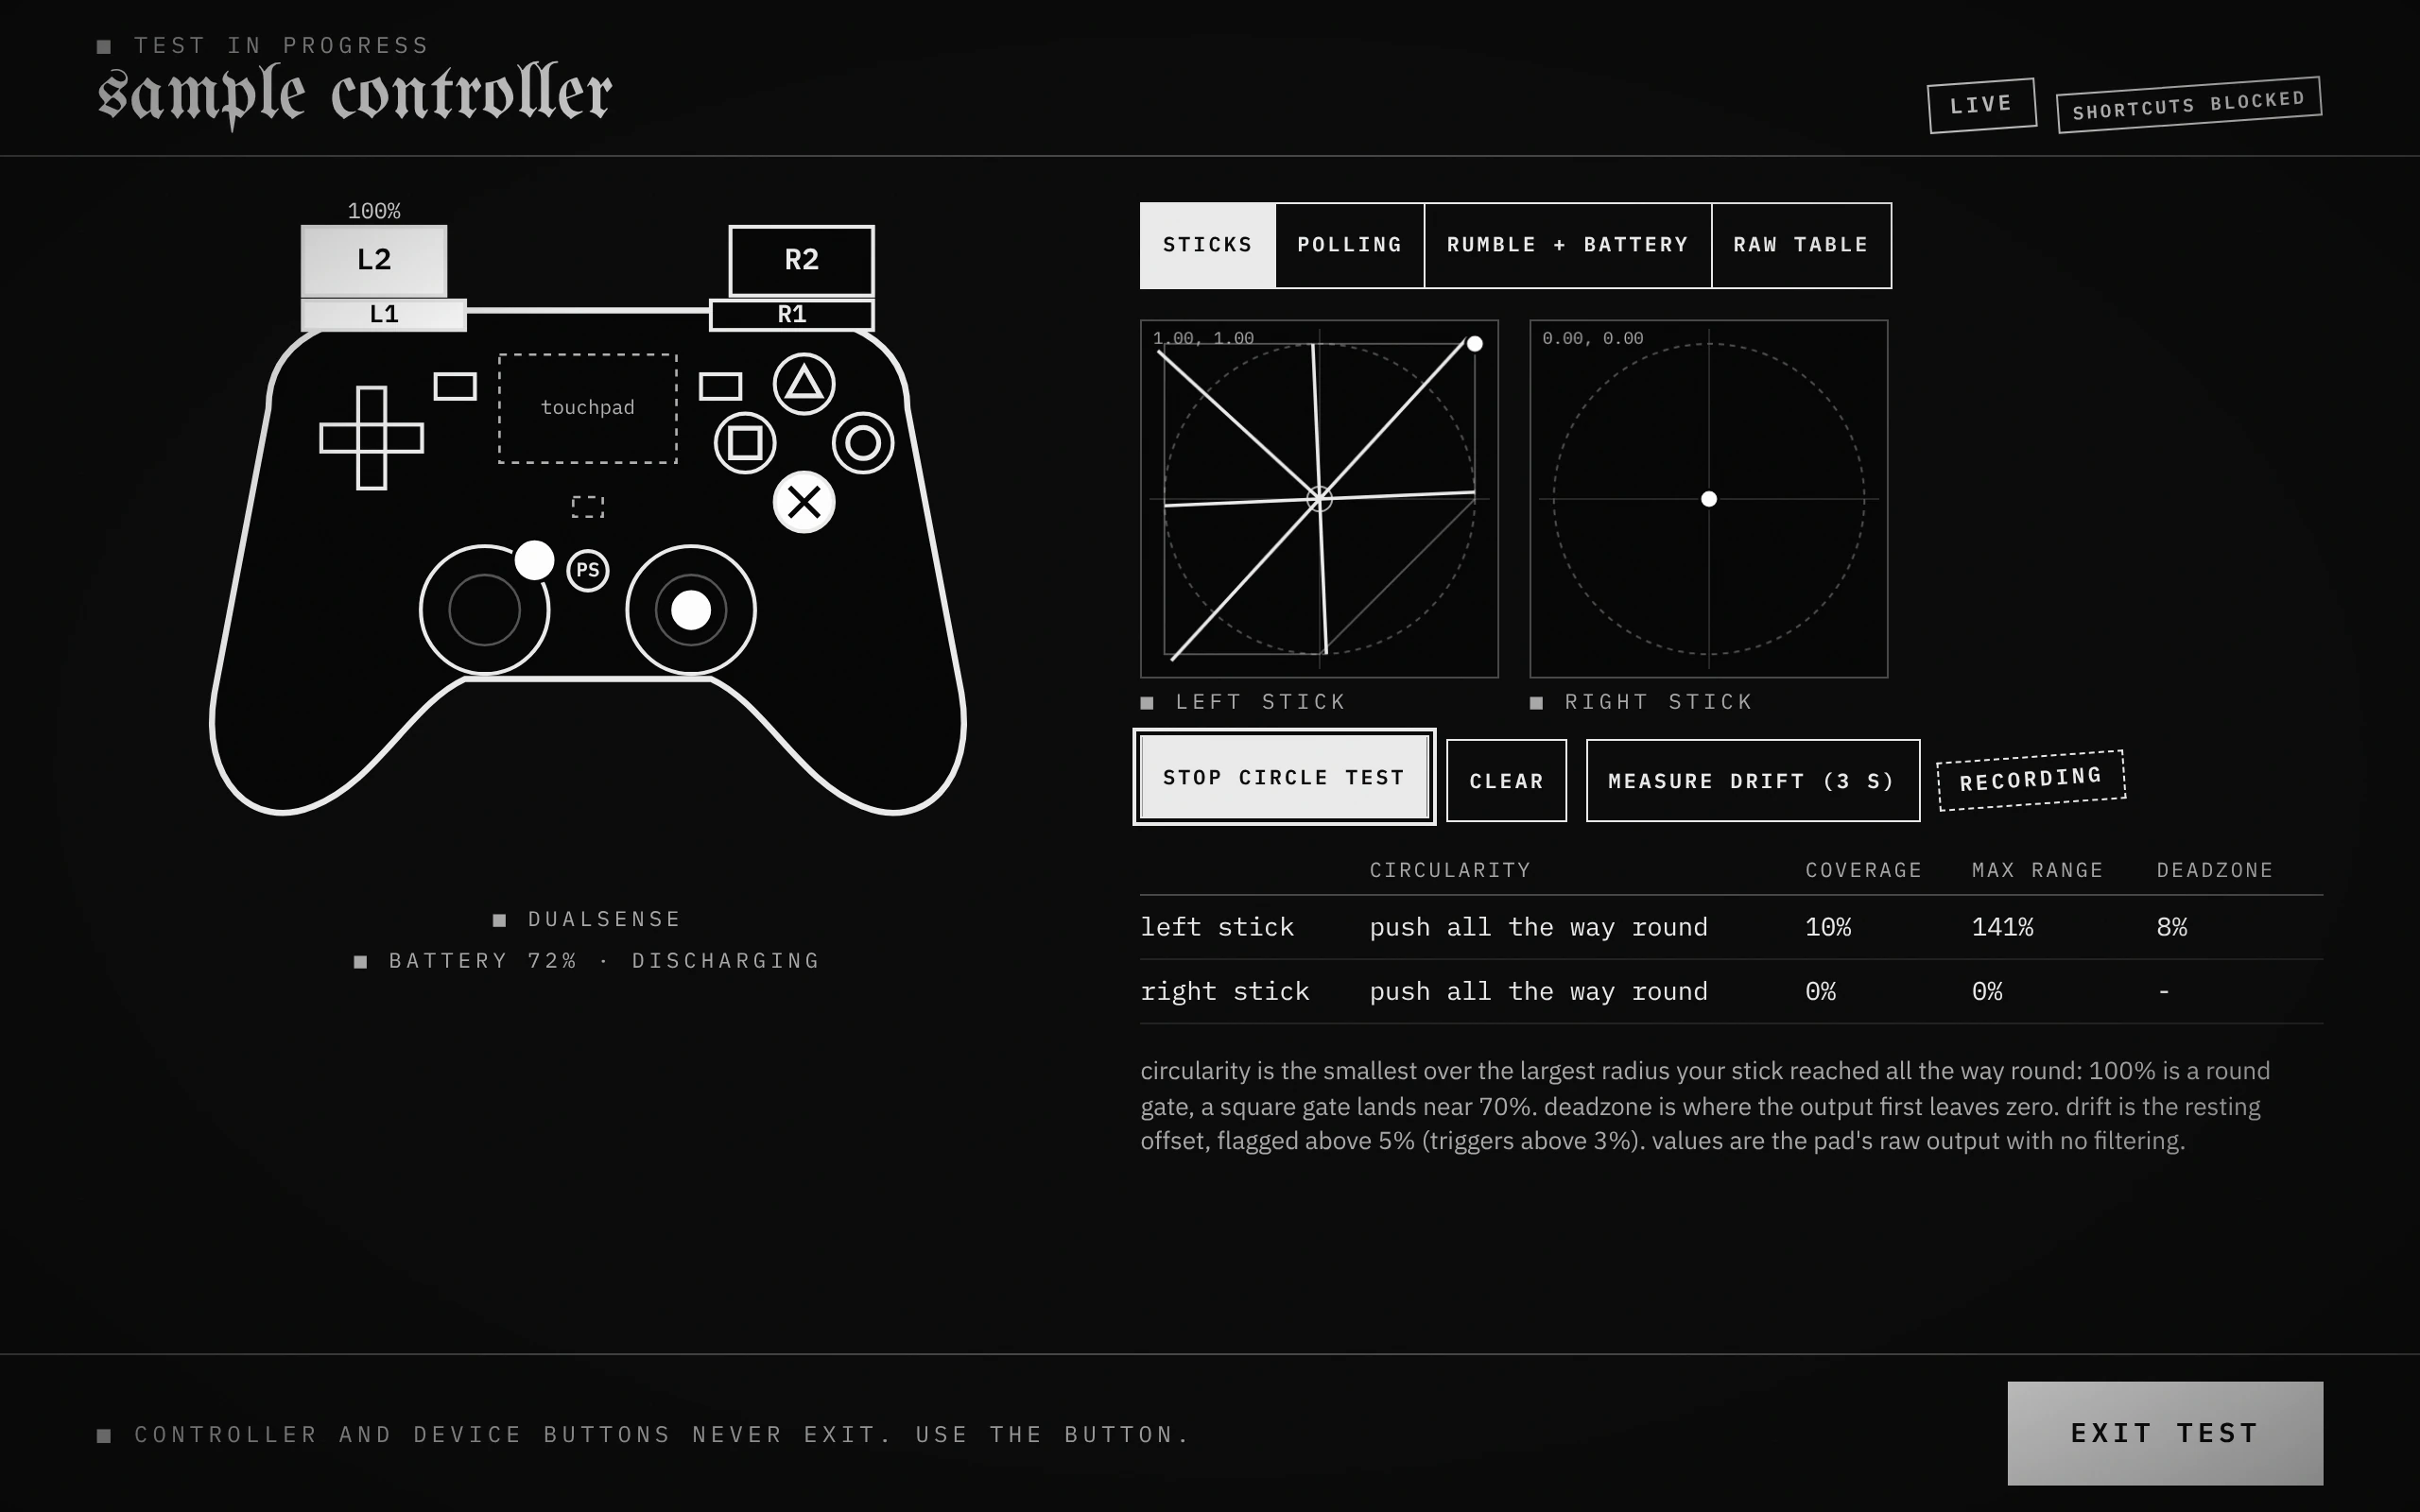 ■ TEST IN PROGRESS
sample controller
LIVE
SHORTCUTS BLOCKED
100%
L2
R2
L1
R1
touchpad
PS
STICKS
POLLING
RUMBLE + BATTERY
RAW TABLE
1.00, 1.00
0.00, 0.00
■ LEFT STICK
■ RIGHT STICK
STOP CIRCLE TEST
CLEAR
MEASURE DRIFT (3 S)
RECORDING
CIRCULARITY COVERAGE MAX RANGE DEADZONE
left stick push all the way round 10% 141% 8%
right stick push all the way round 0% 0% -
circularity is the smallest over the largest radius your stick reached all the way round: 100% is a round
gate, a square gate lands near 70%. deadzone is where the output first leaves zero. drift is the resting
offset, flagged above 5% (triggers above 3%). values are the pad's raw output with no filtering.
■ DUALSENSE
■ BATTERY 72% · DISCHARGING
■ CONTROLLER AND DEVICE BUTTONS NEVER EXIT. USE THE BUTTON.
EXIT TEST